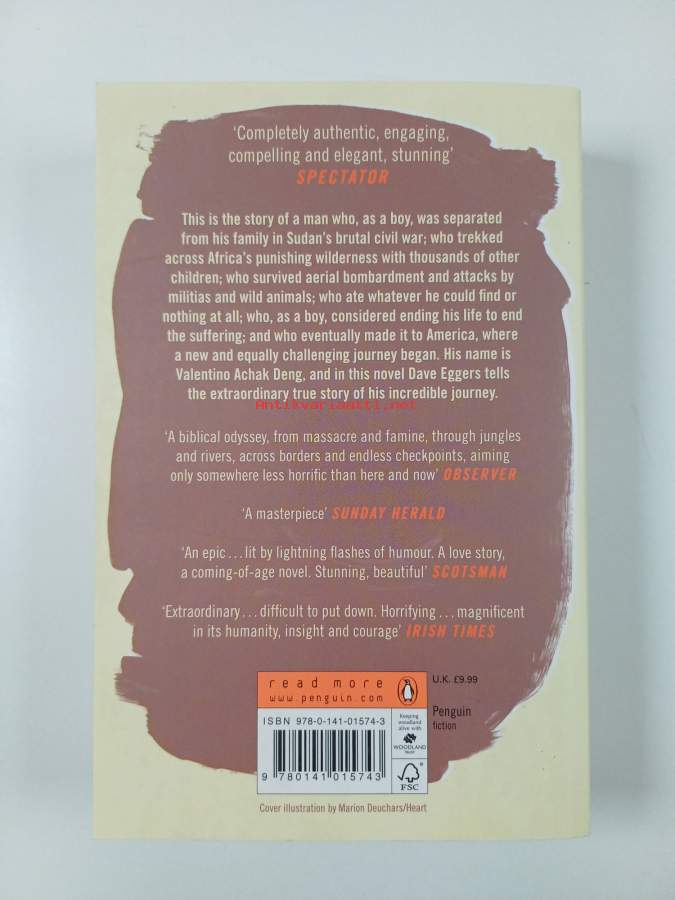 ‘Completely authentic, engaging,
compelling and elegant, stunning’
SPECTATOR
This is the story of a man who, as a boy, was separated
from his family in Sudan’s brutal civil war; who trekked
across Africa’s punishing wilderness with thousands of other
children; who survived aerial bombardment and attacks by
militias and wild animals; who ate whatever he could find or
nothing at all; who, as a boy, considered ending his life to end
the suffering; and who eventually made it to America, where
a new and equally challenging journey began. His name is
Valentino Achak Deng, and in this novel Dave Eggers tells
the extraordinary true story of his incredible journey.
Antikvariaatti.net
‘A biblical odyssey, from massacre and famine, through jungles
and rivers, across borders and endless checkpoints, aiming
only somewhere less horrific than here and now’ OBSERVER
‘A masterpiece’ SUNDAY HERALD
‘An epic...lit by lightning flashes of humour. A love story,
a coming-of-age novel. Stunning, beautiful’ SCOTSMAN
‘Extraordinary...difficult to put down. Horrifying...magnificent
in its humanity, insight and courage’ IRISH TIMES
read more
www.penguin.com
U.K. £9.99
Penguin
fiction
ISBN 978-0-141-01574-3
9 780141 015743
Keeping
woodland
alive with
WOODLAND
TRUST
FSC
Cover illustration by Marion Deuchars/Heart